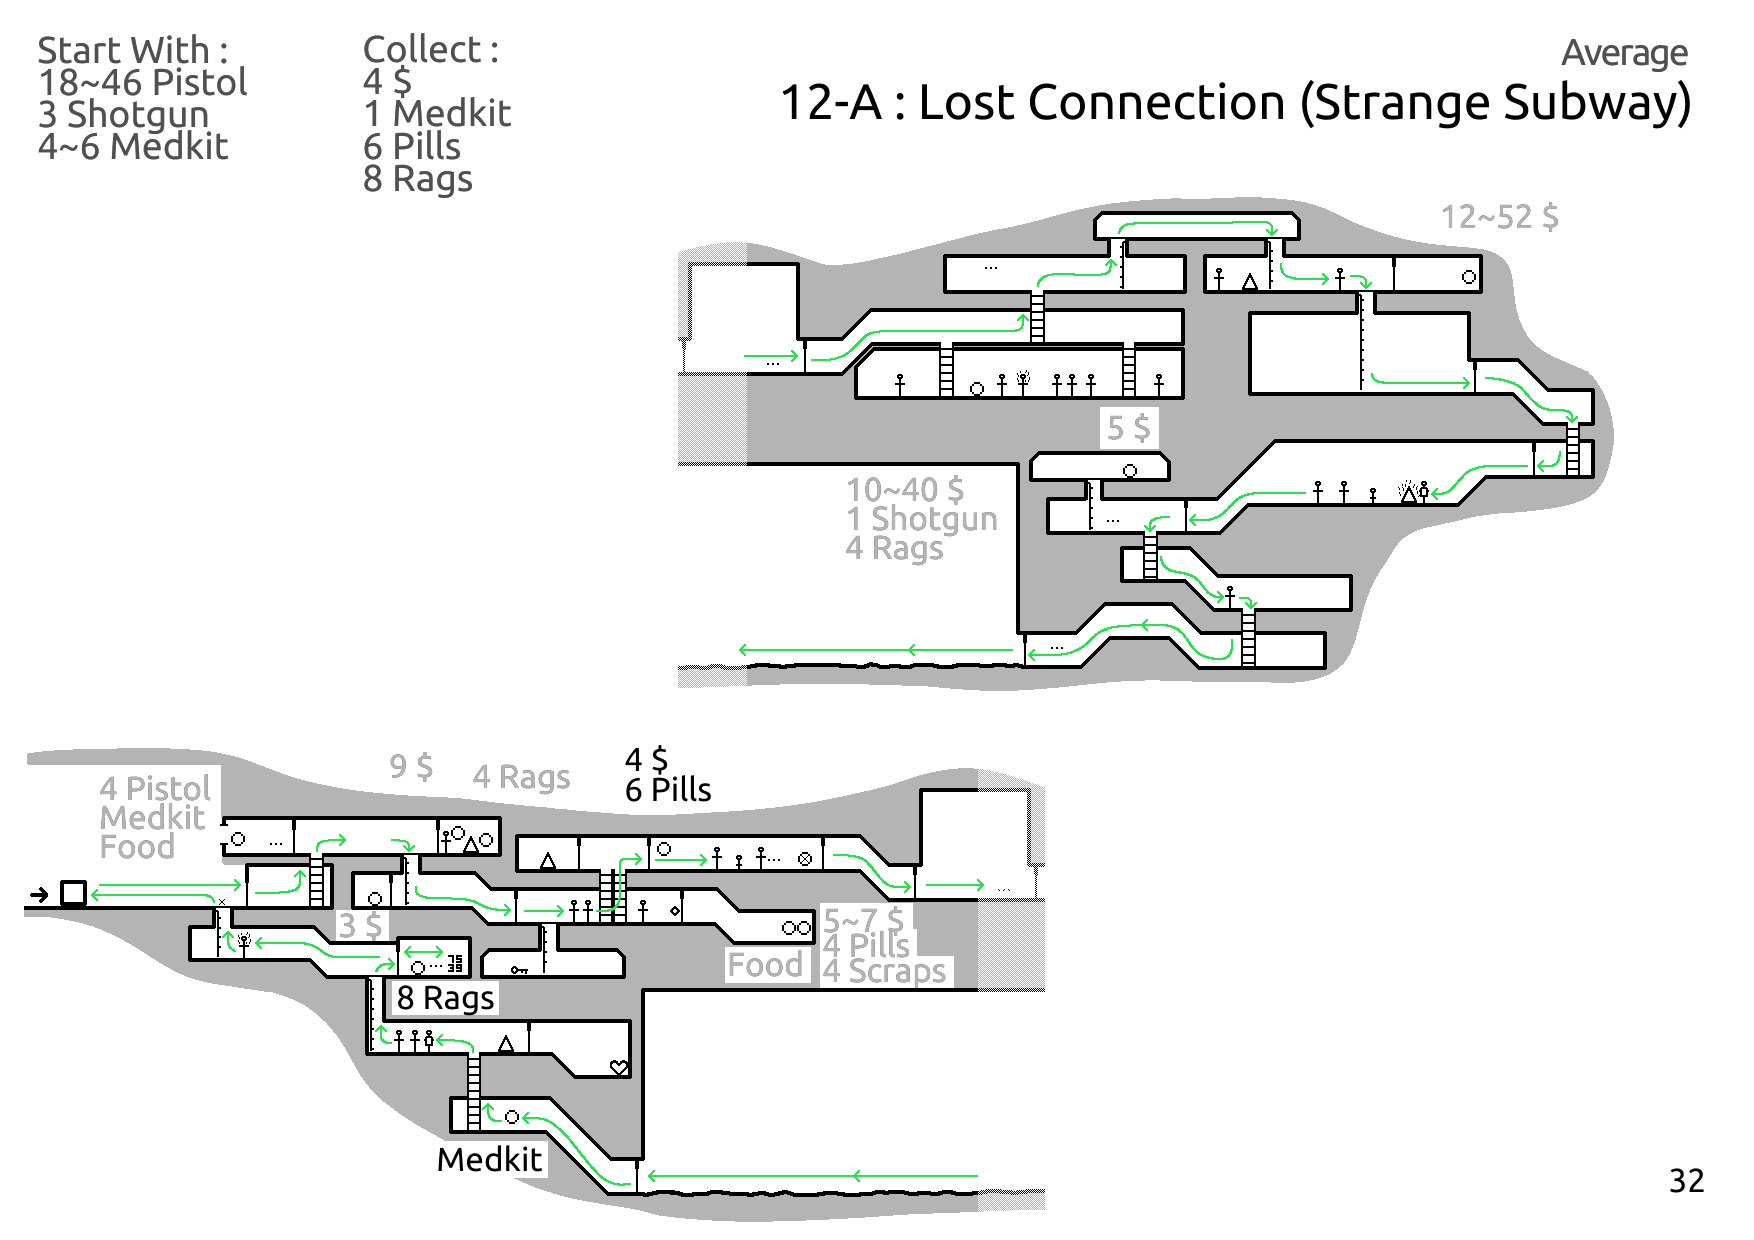 Start With :
18~46 Pistol
3 Shotgun
4~6 Medkit
Collect :
4 $
1 Medkit
6 Pills
8 Rags
Average
12-A : Lost Connection (Strange Subway)
12~52 $
5 $
10~40 $
1 Shotgun
4 Rags
4 Pistol
Medkit
Food
9 $
4 Rags
4 $
6 Pills
3 $
5~7 $
4 Pills
4 Scraps
Food
8 Rags
Medkit
32